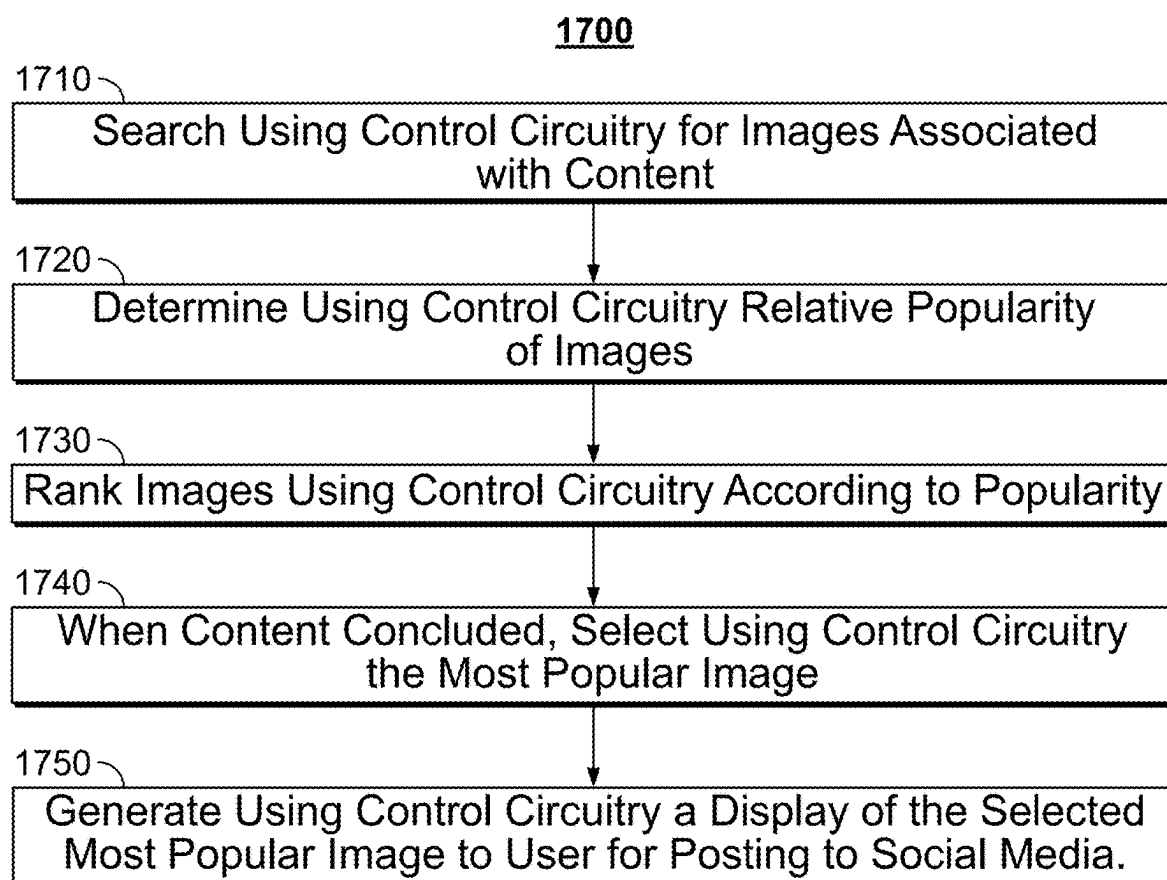 1700
1710
Search Using Control Circuitry for Images Associated
with Content
1720
Determine Using Control Circuitry Relative Popularity
of Images
1730
Rank Images Using Control Circuitry According to Popularity
1740
When Content Concluded, Select Using Control Circuitry
the Most Popular Image
1750
Generate Using Control Circuitry a Display of the Selected
Most Popular Image to User for Posting to Social Media.